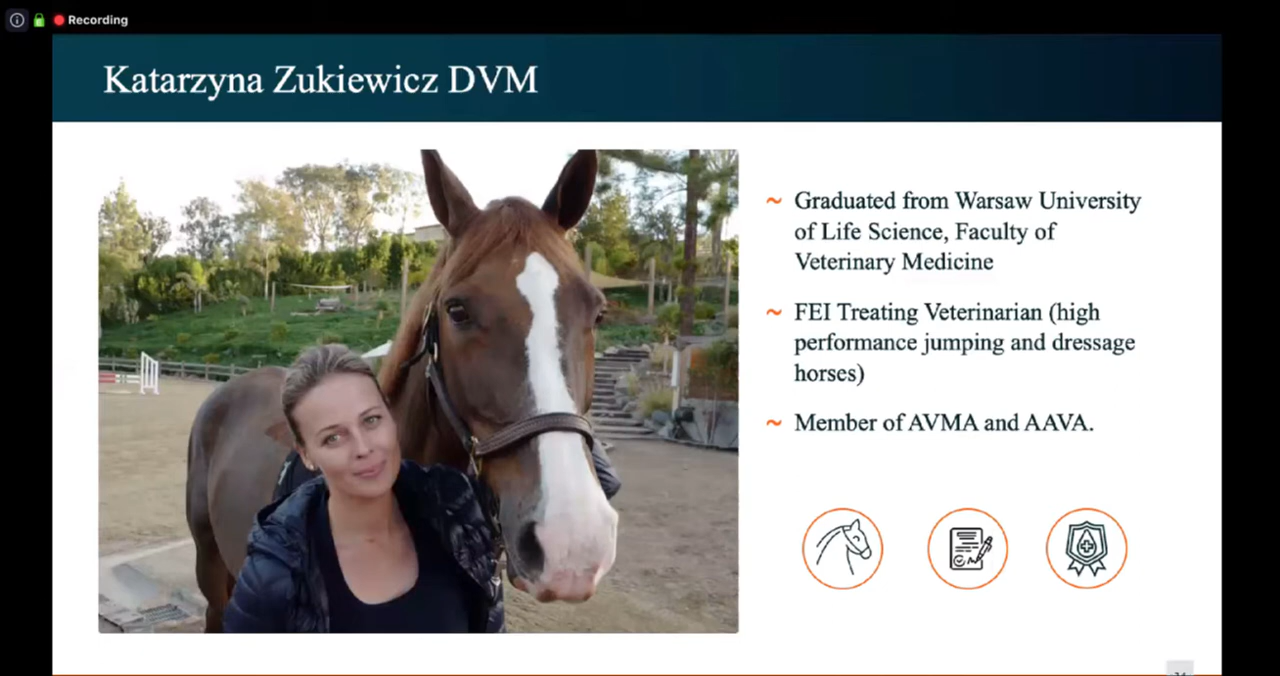 Recording
Katarzyna Zukiewicz DVM
~ Graduated from Warsaw University
of Life Science, Faculty of
Veterinary Medicine
~ FEI Treating Veterinarian (high
performance jumping and dressage
horses)
~ Member of AVMA and AAVA.